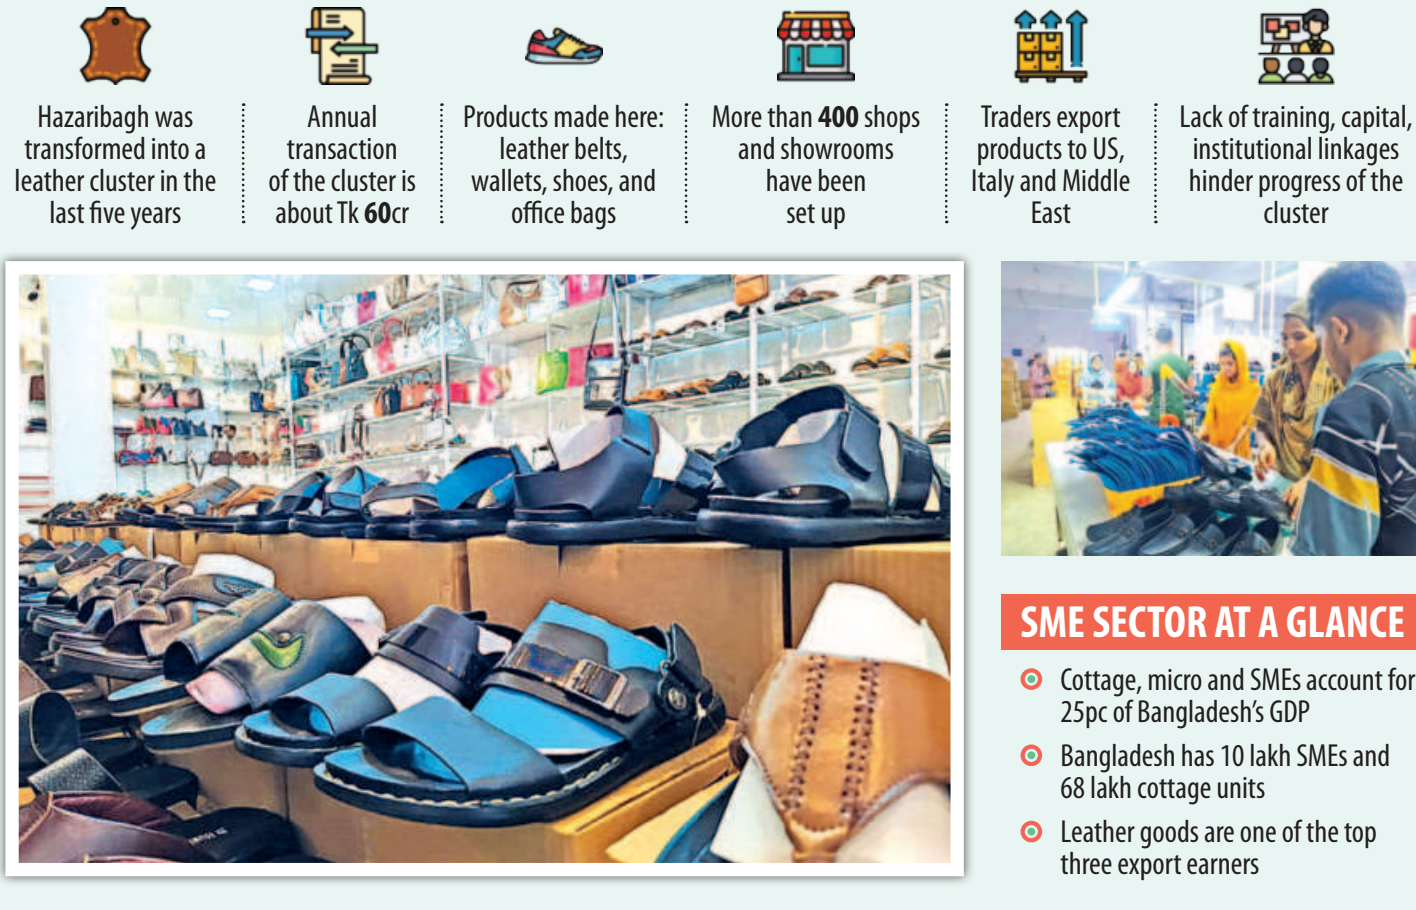 Hazaribagh was
transformed into a
leather cluster in the
last five years
Annual
transaction
of the cluster is
about Tk 60cr
Products made here:
leather belts,
wallets, shoes, and
office bags
More than 400 shops
and showrooms
have been
set up
Traders export
products to US,
Italy and Middle
East
Lack of training, capital,
institutional linkages
hinder progress of the
cluster
SME SECTOR AT A GLANCE
Cottage, micro and SMEs account for
25pc of Bangladesh's GDP
Bangladesh has 10 lakh SMEs and
68 lakh cottage units
Leather goods are one of the top
three export earners